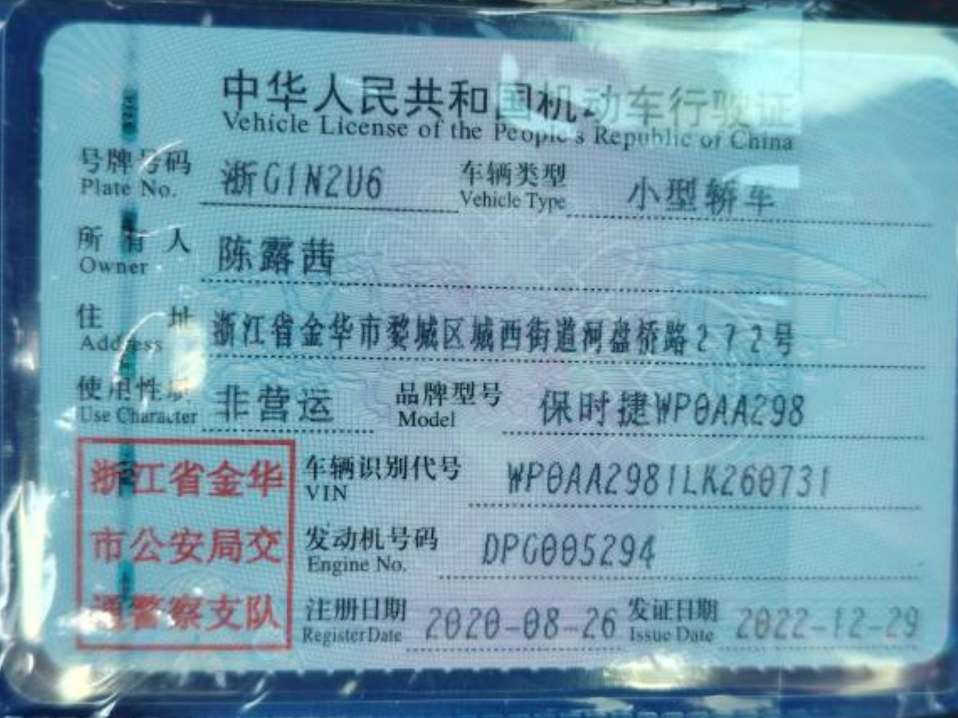 中华人民共和国机动车行驶证
Vehicle License of the People's Republic of China
号牌号码 浙G1N2U6 车辆类型 小型轿车
Plate No. Vehicle Type
所有人 陈露茜
Owner
住址 浙江省金华市婺城区城西街道河盘桥路272号
Address
使用性质 非营运 品牌型号 保时捷WP0AA298
Use Character Model
浙江省金华 车辆识别代号 WP0AA2981LK260731
VIN
市公安局交 发动机号码 DPG005294
Engine No.
通警察支队 注册日期 2020-08-26 发证日期 2022-12-29
Register Date Issue Date